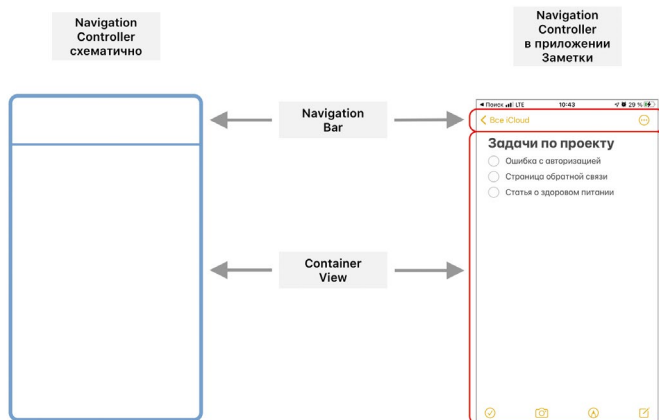 Navigation
Controller
схематично
Navigation
Controller
в приложении
Заметки
Navigation
Bar
Container
View
Поиск LTE 10:43 29 %
Все iCloud
Задачи по проекту
Ошибка с авторизацией
Страница обратной связи
Статья о здоровом питании